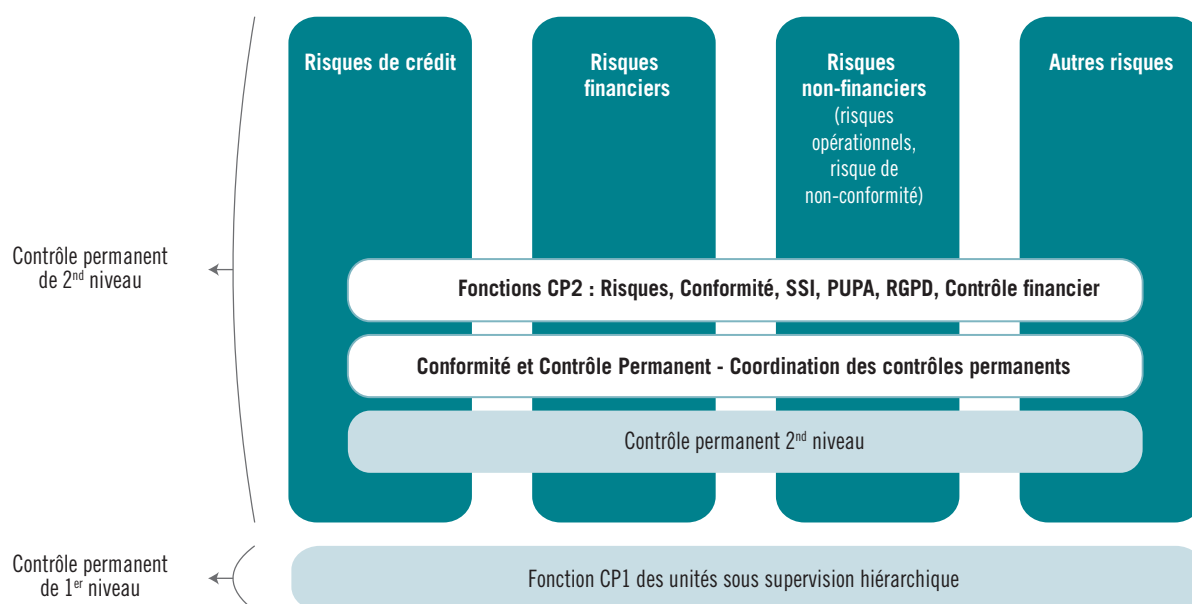 Risques de crédit
Risques
financiers
Risques
non-financiers
(risques
opérationnels,
risque de
non-conformité)
Autres risques
Contrôle permanent
de 2nd niveau
Fonctions CP2 : Risques, Conformité, SSI, PUPA, RGPD, Contrôle financier
Conformité et Contrôle Permanent - Coordination des contrôles permanents
Contrôle permanent 2nd niveau
Contrôle permanent
de 1er niveau
Fonction CP1 des unités sous supervision hiérarchique